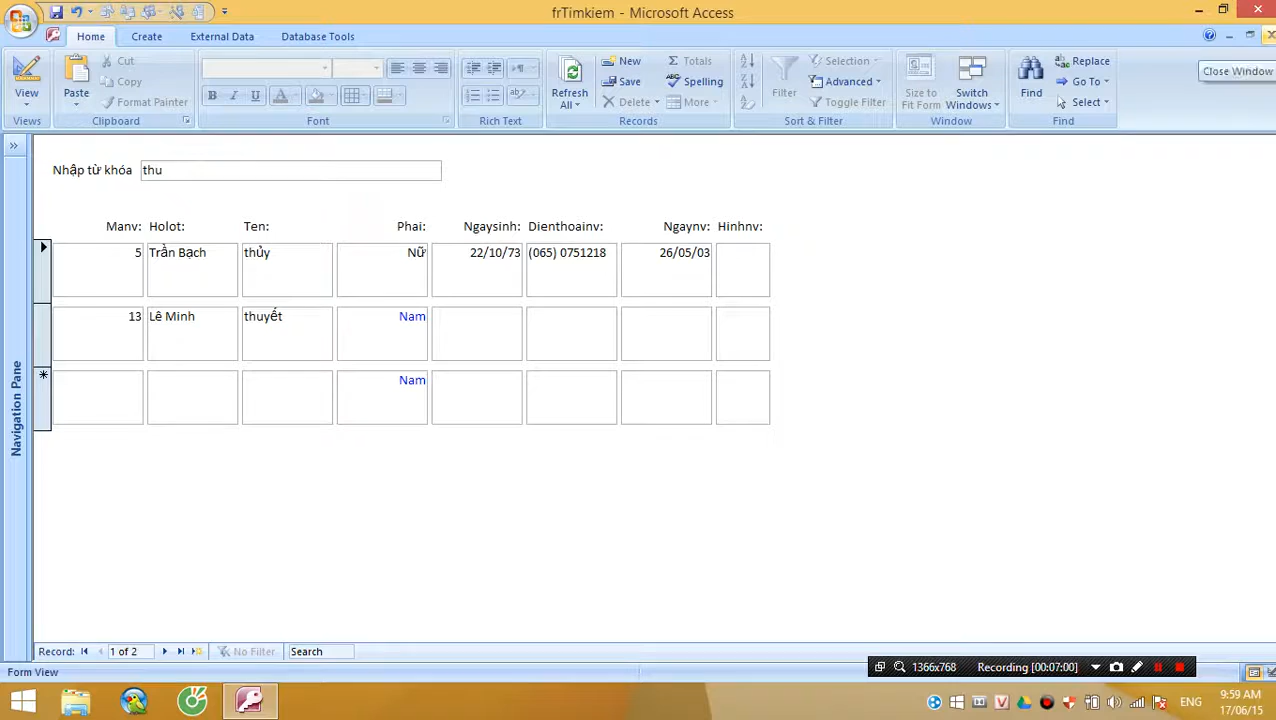 frTimkiem - Microsoft Access
Home Create External Data Database Tools
View Paste Cut Copy Format Painter
Refresh All New Save Delete Totals Spelling More
Filter Selection Advanced Toggle Filter
Size to Fit Form Switch Windows
Find Replace Go To Select
Close Window
Views Clipboard Font Rich Text Records Sort & Filter Window Find
Nhập từ khóa thu
Manv: Holot: Ten: Phai: Ngaysinh: Dienthoainv: Ngaynv: Hinhnv:
5 Trần Bạch thủy Nữ 22/10/73 (065) 0751218 26/05/03
13 Lê Minh thuyết Nam
Nam
Navigation Pane
Record: 1 of 2 No Filter Search
Form View
1366x768 Recording [00:07:00]
ENG 9:59 AM
17/06/15